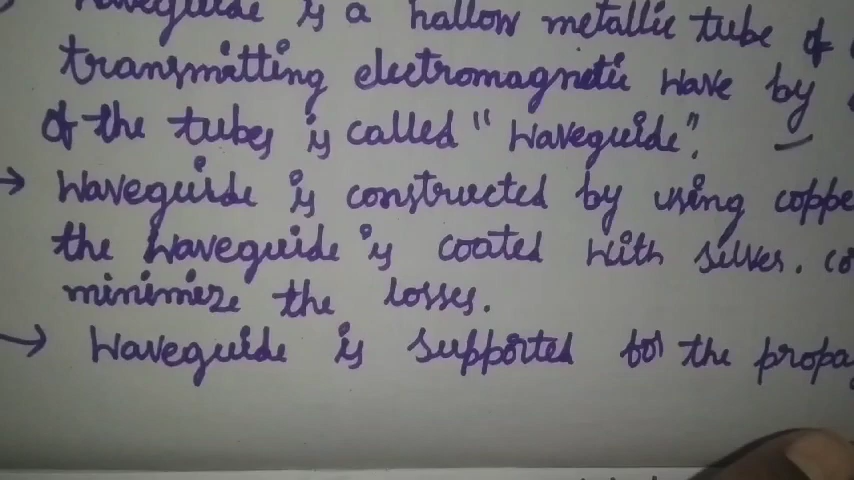 Waveguide is a hallow metallic tube of
transmitting electromagnetic wave by
of the tubes is called "Waveguide".
→ Waveguide is constructed by using coppe
the waveguide is coated with silver. co
minimize the losses.
→ Waveguide is supported for the propa